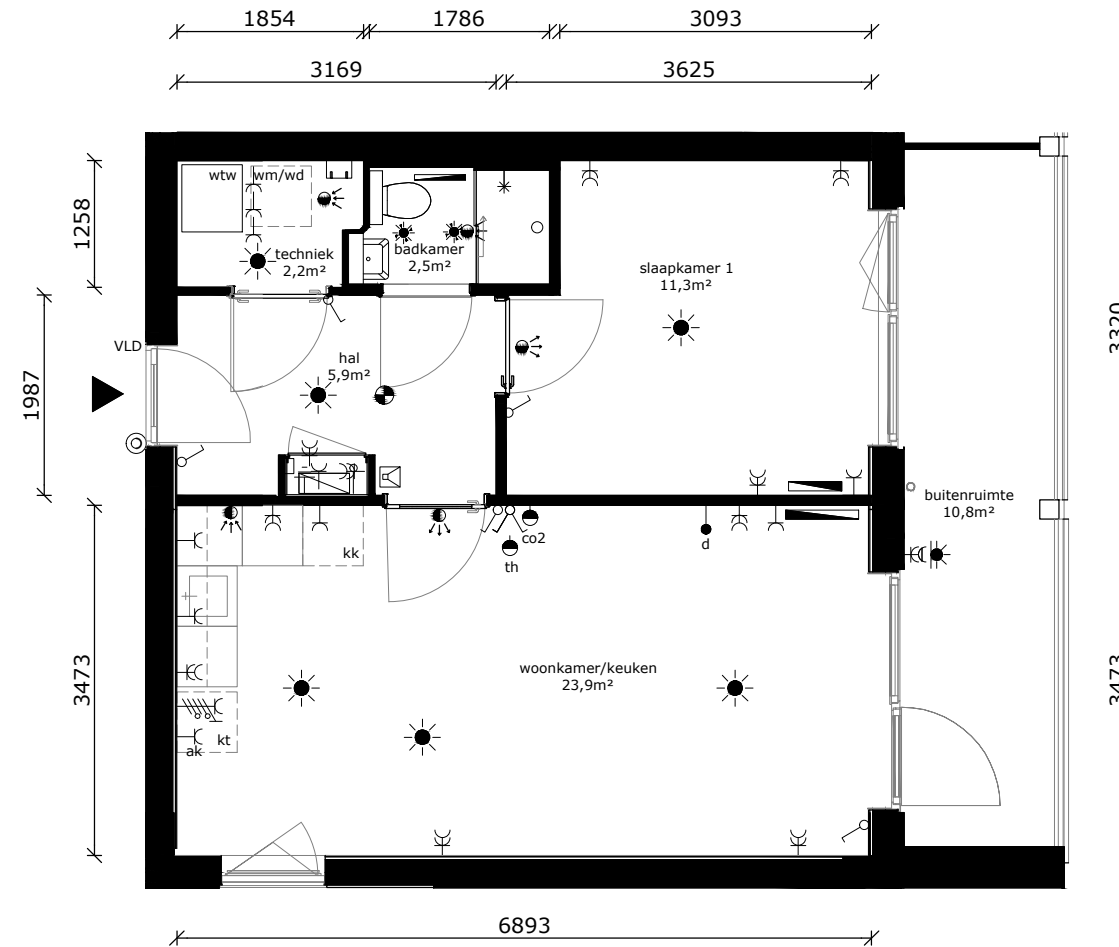 1854
1786
3093
3169
3625
wtw
wm/wd
1258
techniek
2,2m²
badkamer
2,5m²
slaapkamer 1
11,3m²
3320
VLD
hal
5,9m²
1987
buitenruimte
10,8m²
kk
co2
th
d
3473
woonkamer/keuken
23,9m²
3473
ak
kt
6893